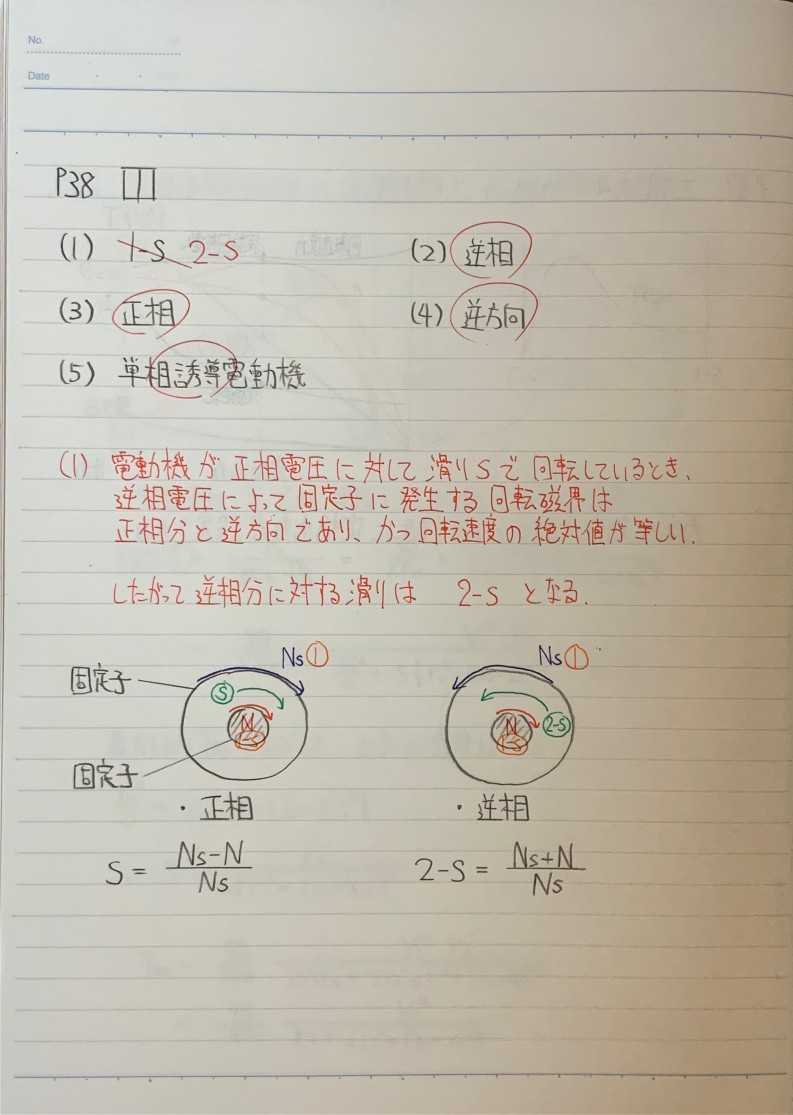 No.
Date
P38
(1) 1-S 2-S (2) 逆相
(3) 正相 (4) 逆方向
(5) 単相誘導電動機
(1) 電動機が正相電圧に対して滑りSで回転しているとき、
逆相電圧によって固定子に発生する回転磁界は
正相分と逆方向であり、かつ回転速度の絶対値が等しい.
したがって逆相分に対する滑りは 2-S となる.
Ns① Ns①
固定子 S N 1-S N 1-S 2-S
固定子
・正相 ・逆相
S = (Ns-N)/Ns 2-S = (Ns+N)/Ns